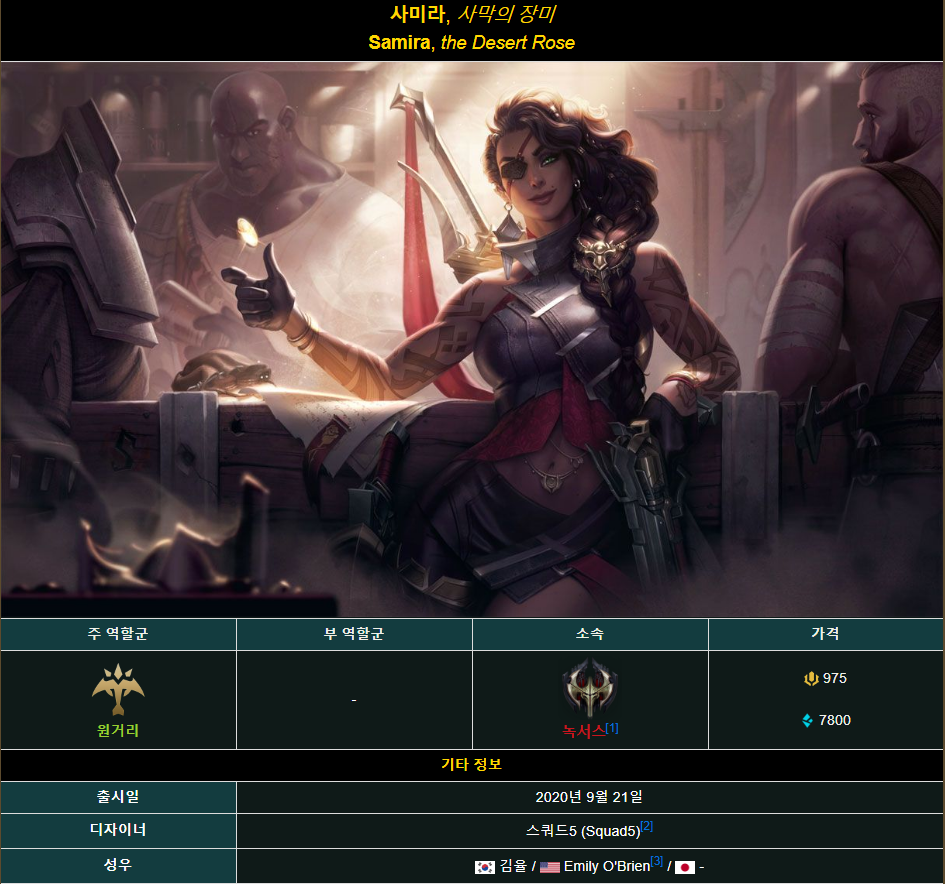 사미라, 사막의 장미
Samira, the Desert Rose
주 역할군 부 역할군 소속 가격
원거리 - 녹서스[1] 975
7800
기타 정보
출시일 2020년 9월 21일
디자이너 스쿼드5 (Squad5)[2]
성우 김율 / Emily O'Brien[3] / -